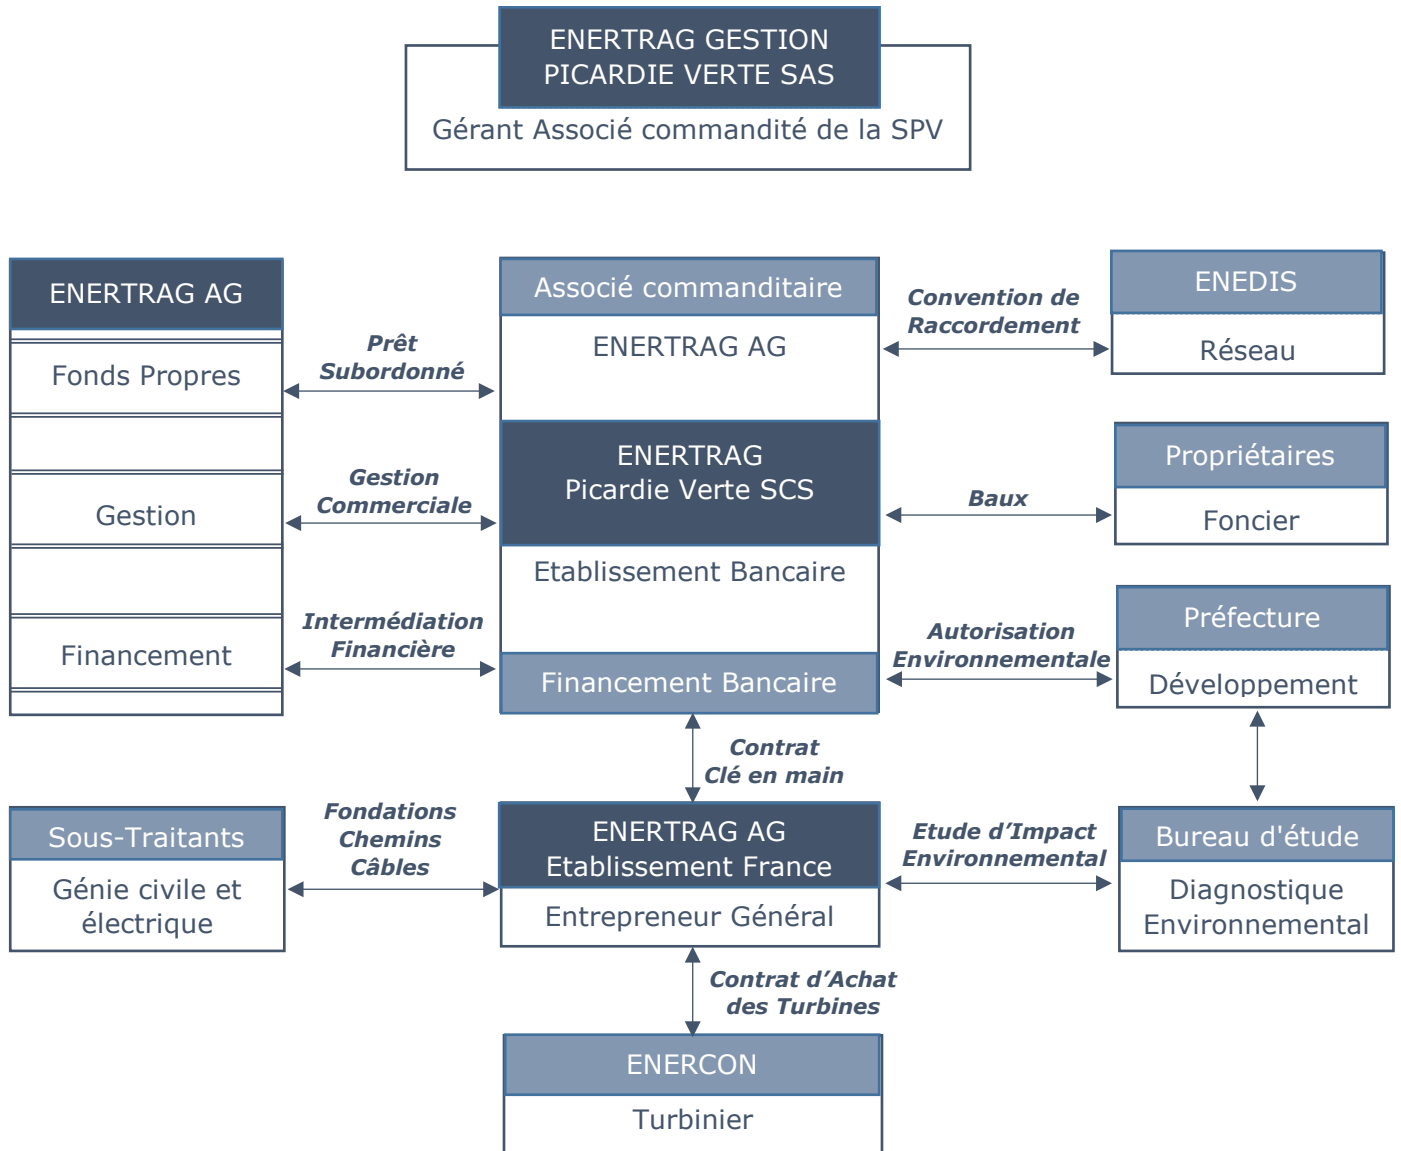 ENERTRAG GESTION
PICARDIE VERTE SAS
Gérant Associé commandité de la SPV
ENERTRAG AG
Fonds Propres
Gestion
Financement
Prêt
Subordonné
Gestion
Commerciale
Intermédiation
Financière
Associé commanditaire
ENERTRAG AG
ENERTRAG
Picardie Verte SCS
Etablissement Bancaire
Financement Bancaire
Convention de
Raccordement
ENEDIS
Réseau
Baux
Propriétaires
Foncier
Autorisation
Environnementale
Préfecture
Développement
Contrat
Clé en main
Sous-Traitants
Génie civile et
électrique
Fondations
Chemins
Câbles
ENERTRAG AG
Etablissement France
Entrepreneur Général
Etude d’Impact
Environnemental
Bureau d'étude
Diagnostique
Environnemental
Contrat d’Achat
des Turbines
ENERCON
Turbinier